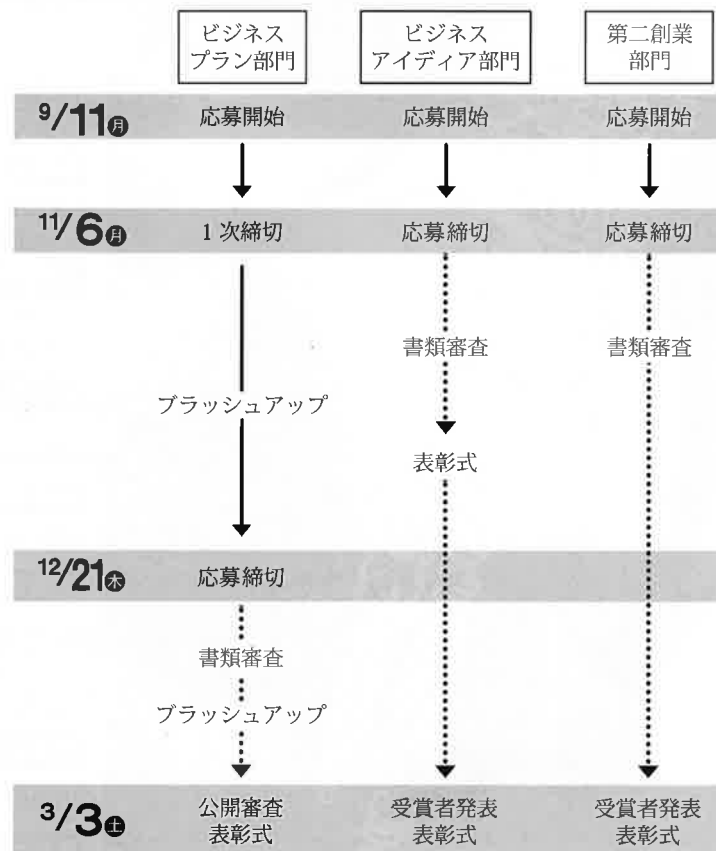 ビジネス
プラン部門
ビジネス
アイディア部門
第二創業
部門
9/11月 応募開始 応募開始 応募開始
11/6月 1次締切 応募締切 応募締切
書類審査 書類審査
ブラッシュアップ
表彰式
12/21木 応募締切
書類審査
ブラッシュアップ
3/3土
公開審査
表彰式
受賞者発表
表彰式
受賞者発表
表彰式